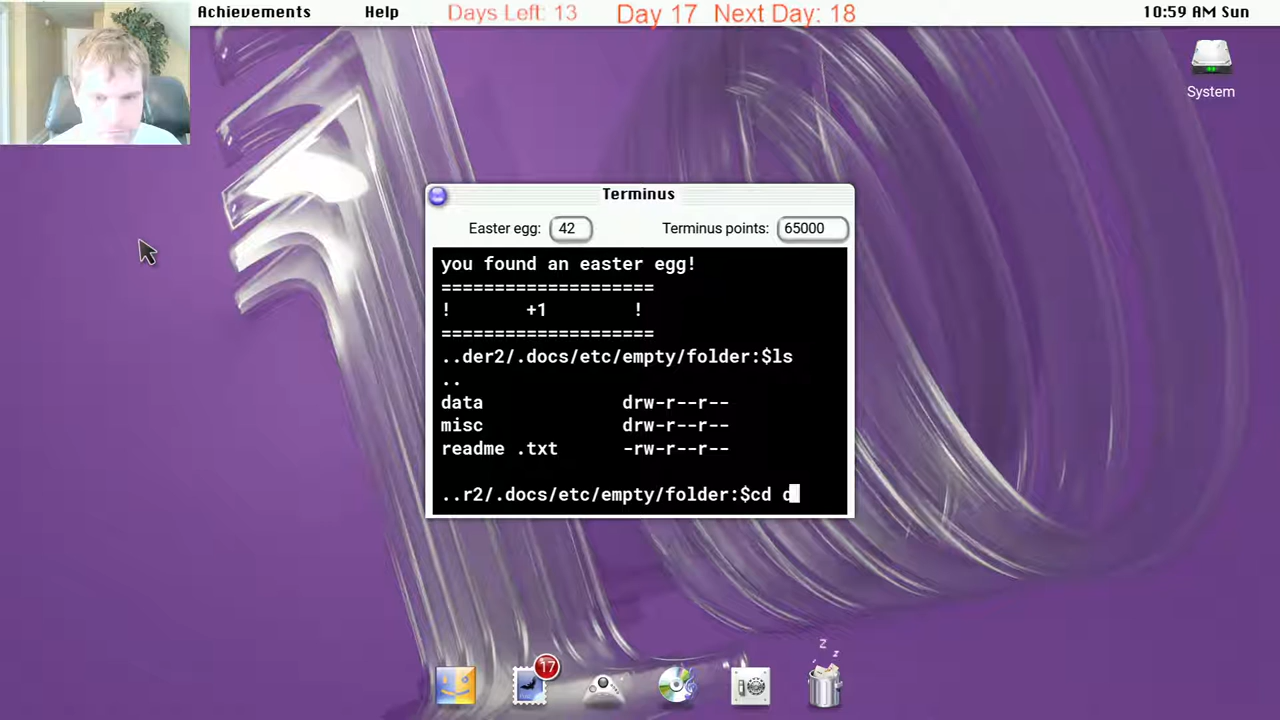 Achievements Help Days Left: 13 Day 17 Next Day: 18 10:59 AM Sun
System
Terminus
Easter egg: 42 Terminus points: 65000
you found an easter egg!
====================
! +1 !
====================
..der2/.docs/etc/empty/folder:$ls
..
data drw-r--r--
misc drw-r--r--
readme .txt -rw-r--r--
..r2/.docs/etc/empty/folder:$cd d
z
z
z
17